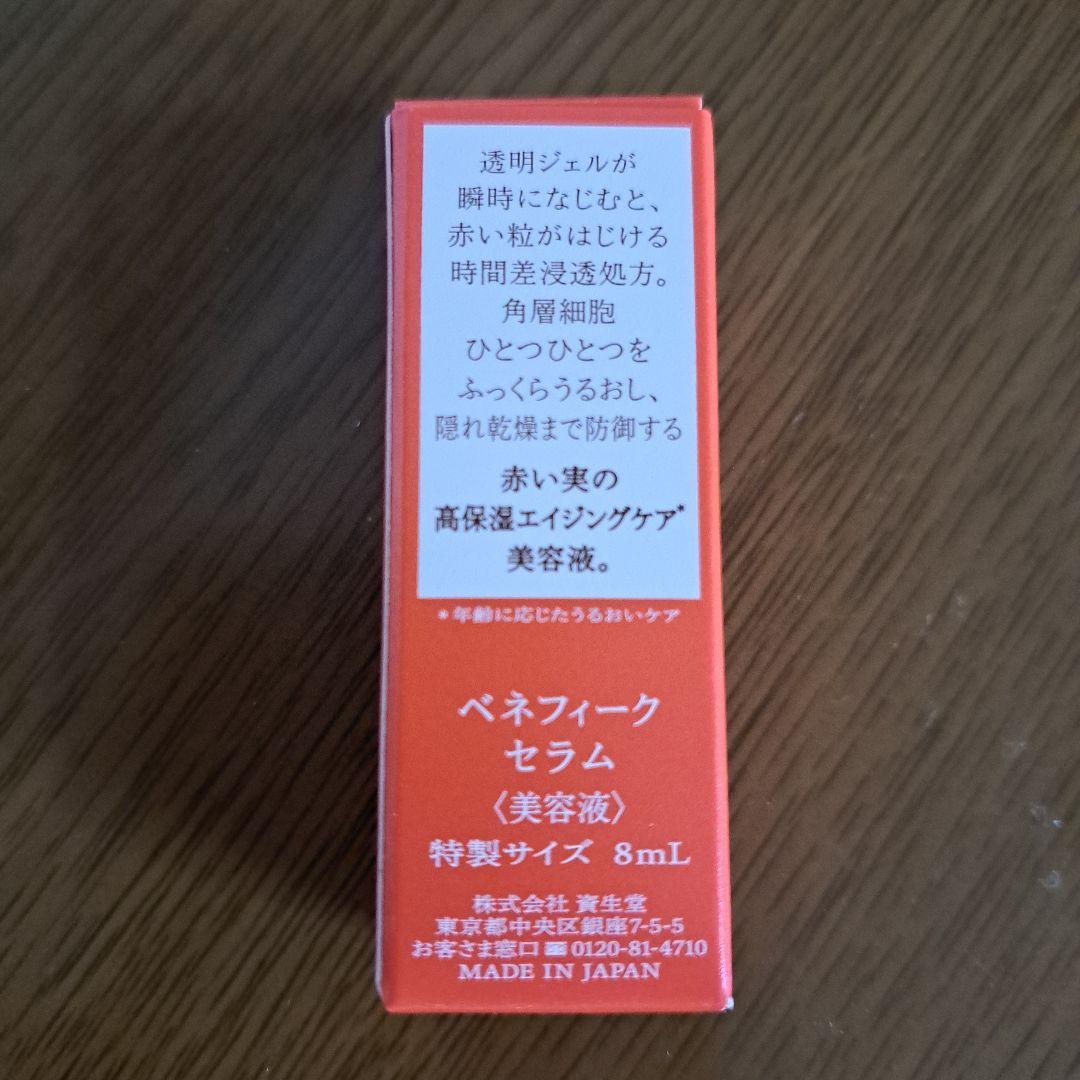 透明ジェルが
瞬時になじむと、
赤い粒がはじける
時間差浸透処方。
角層細胞
ひとつひとつを
ふっくらうるおし、
隠れ乾燥まで防御する
赤い実の
高保湿エイジングケア*
美容液。
*年齢に応じたうるおいケア
ベネフィーク
セラム
〈美容液〉
特製サイズ 8mL
株式会社 資生堂
東京都中央区銀座7-5-5
お客さま窓口 0120-81-4710
MADE IN JAPAN